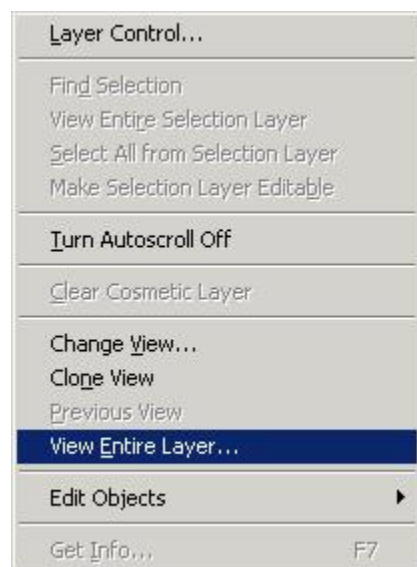 Layer Control...
Find Selection
View Entire Selection Layer
Select All from Selection Layer
Make Selection Layer Editable
Turn Autoscroll Off
Clear Cosmetic Layer
Change View...
Clone View
Previous View
View Entire Layer...
Edit Objects
Get Info... F7